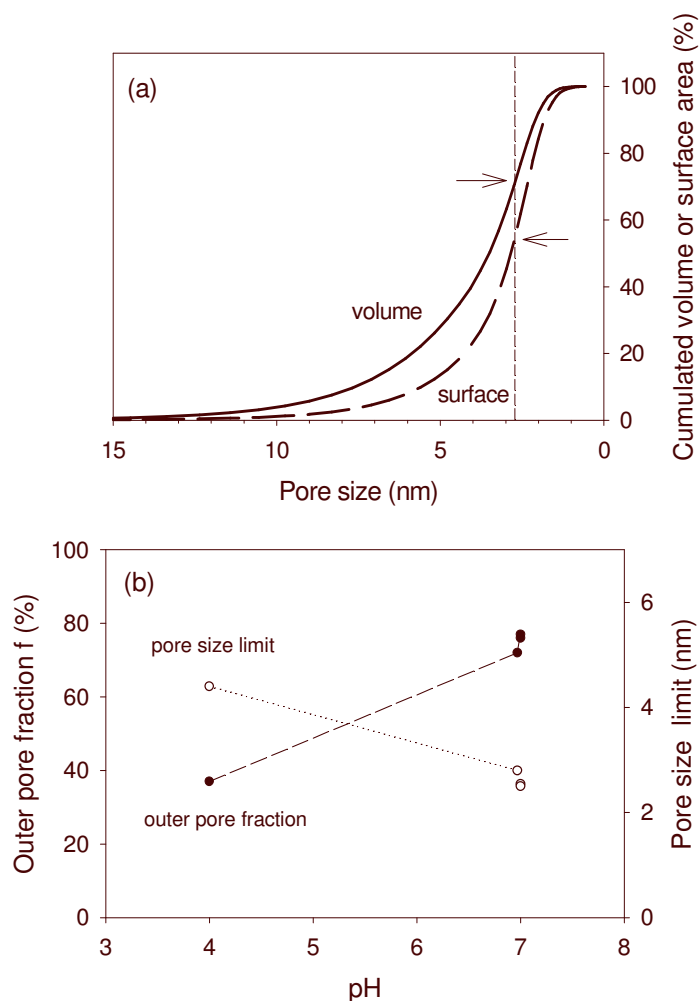 (a)
100
80
60
40
20
0
Cumulated volume or surface area (%)
volume
surface
15
10
5
0
Pore size (nm)
100
80
60
40
20
0
Outer pore fraction f (%)
(b)
pore size limit
outer pore fraction
6
4
2
0
Pore size limit (nm)
3
4
5
6
7
8
pH